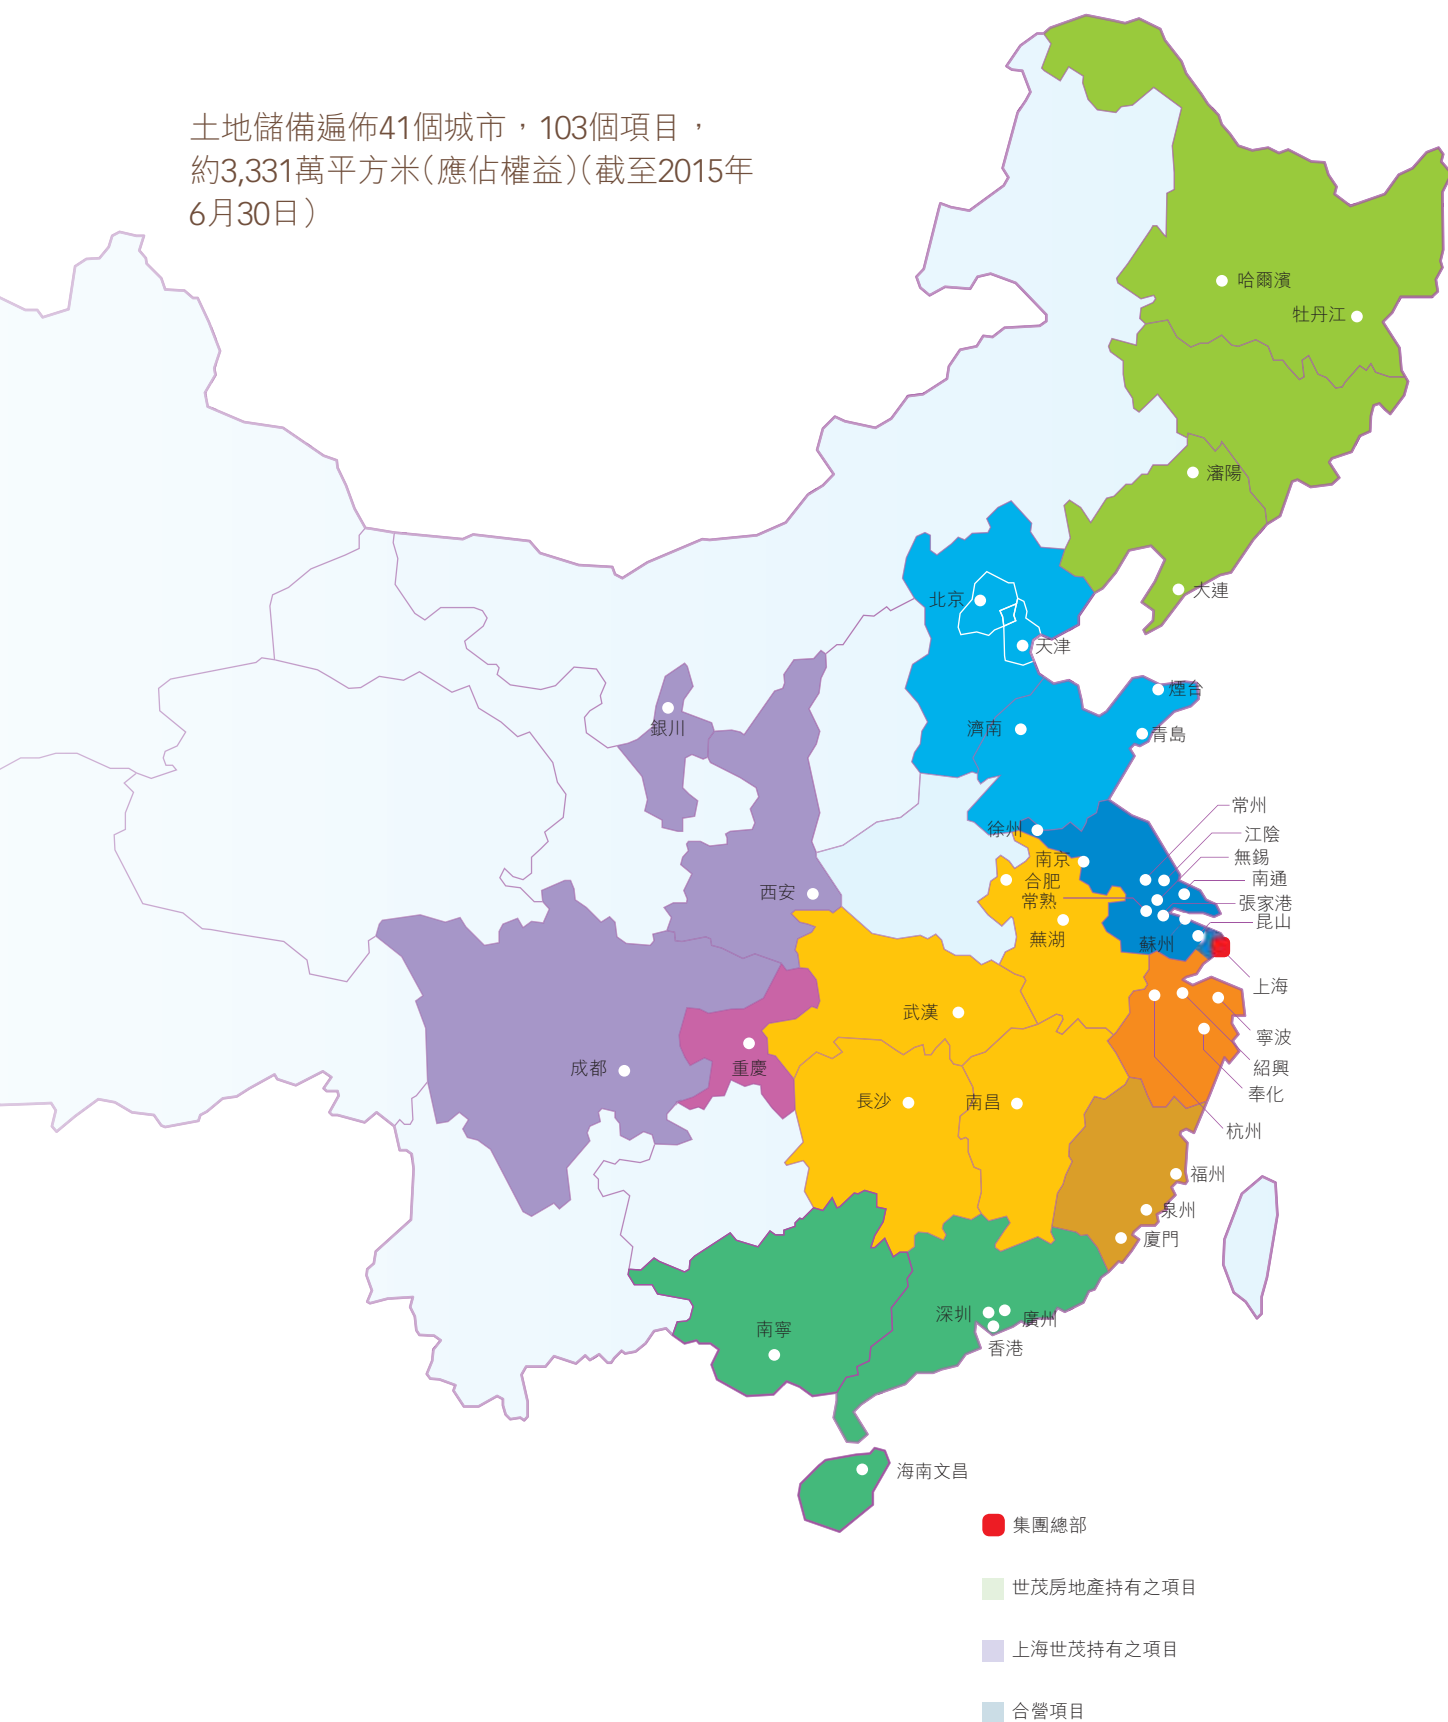 土地儲備遍佈41個城市，103個項目，
約3,331萬平方米（應佔權益）（截至2015年
6月30日）
哈爾濱
牡丹江
瀋陽
大連
北京
天津
煙台
銀川
濟南
青島
常州
徐州
江陰
無錫
南京
南通
合肥
西安
常熟
張家港
昆山
蕪湖
蘇州
上海
武漢
寧波
成都
重慶
紹興
奉化
長沙
南昌
杭州
福州
泉州
廈門
深圳
廣州
南寧
香港
海南文昌
集團總部
世茂房地產持有之項目
上海世茂持有之項目
合營項目